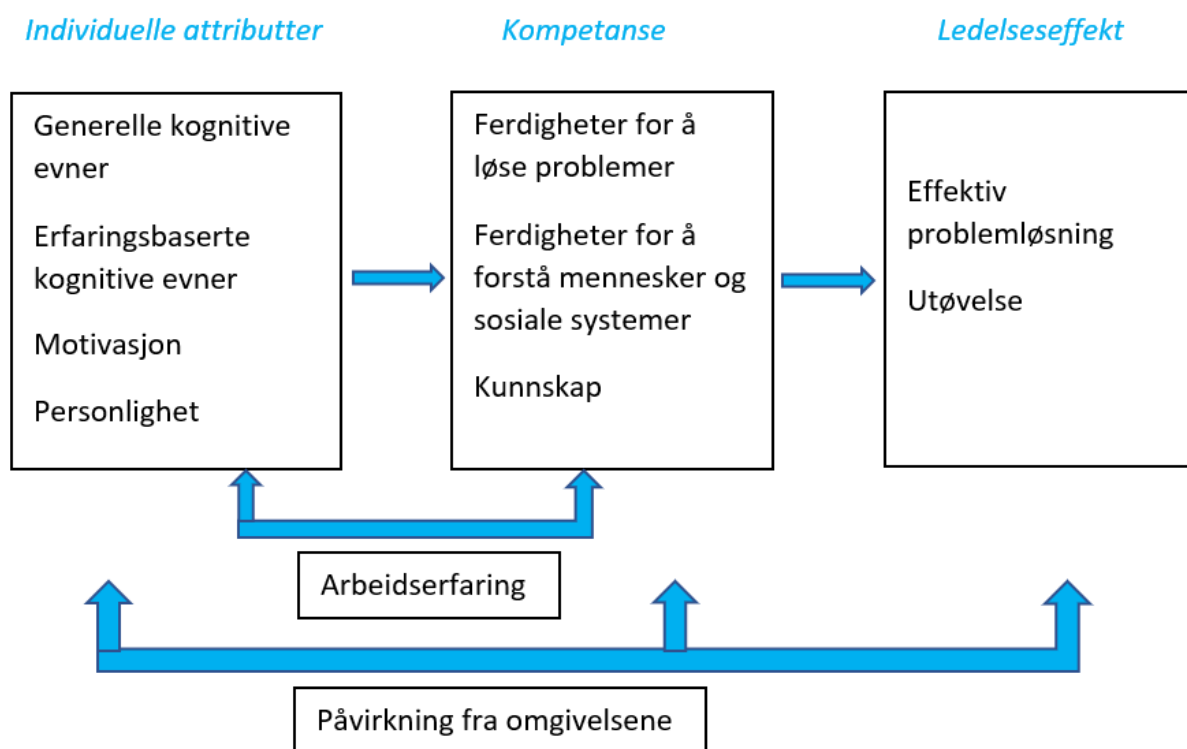 Individuelle attributter
Kompetanse
Ledelseseffekt
Generelle kognitive
evner
Erfaringsbaserte
kognitive evner
Motivasjon
Personlighet
Ferdigheter for å
løse problemer
Ferdigheter for å
forstå mennesker og
sosiale systemer
Kunnskap
Effektiv
problemløsning
Utøvelse
Arbeidserfaring
Påvirkning fra omgivelsene